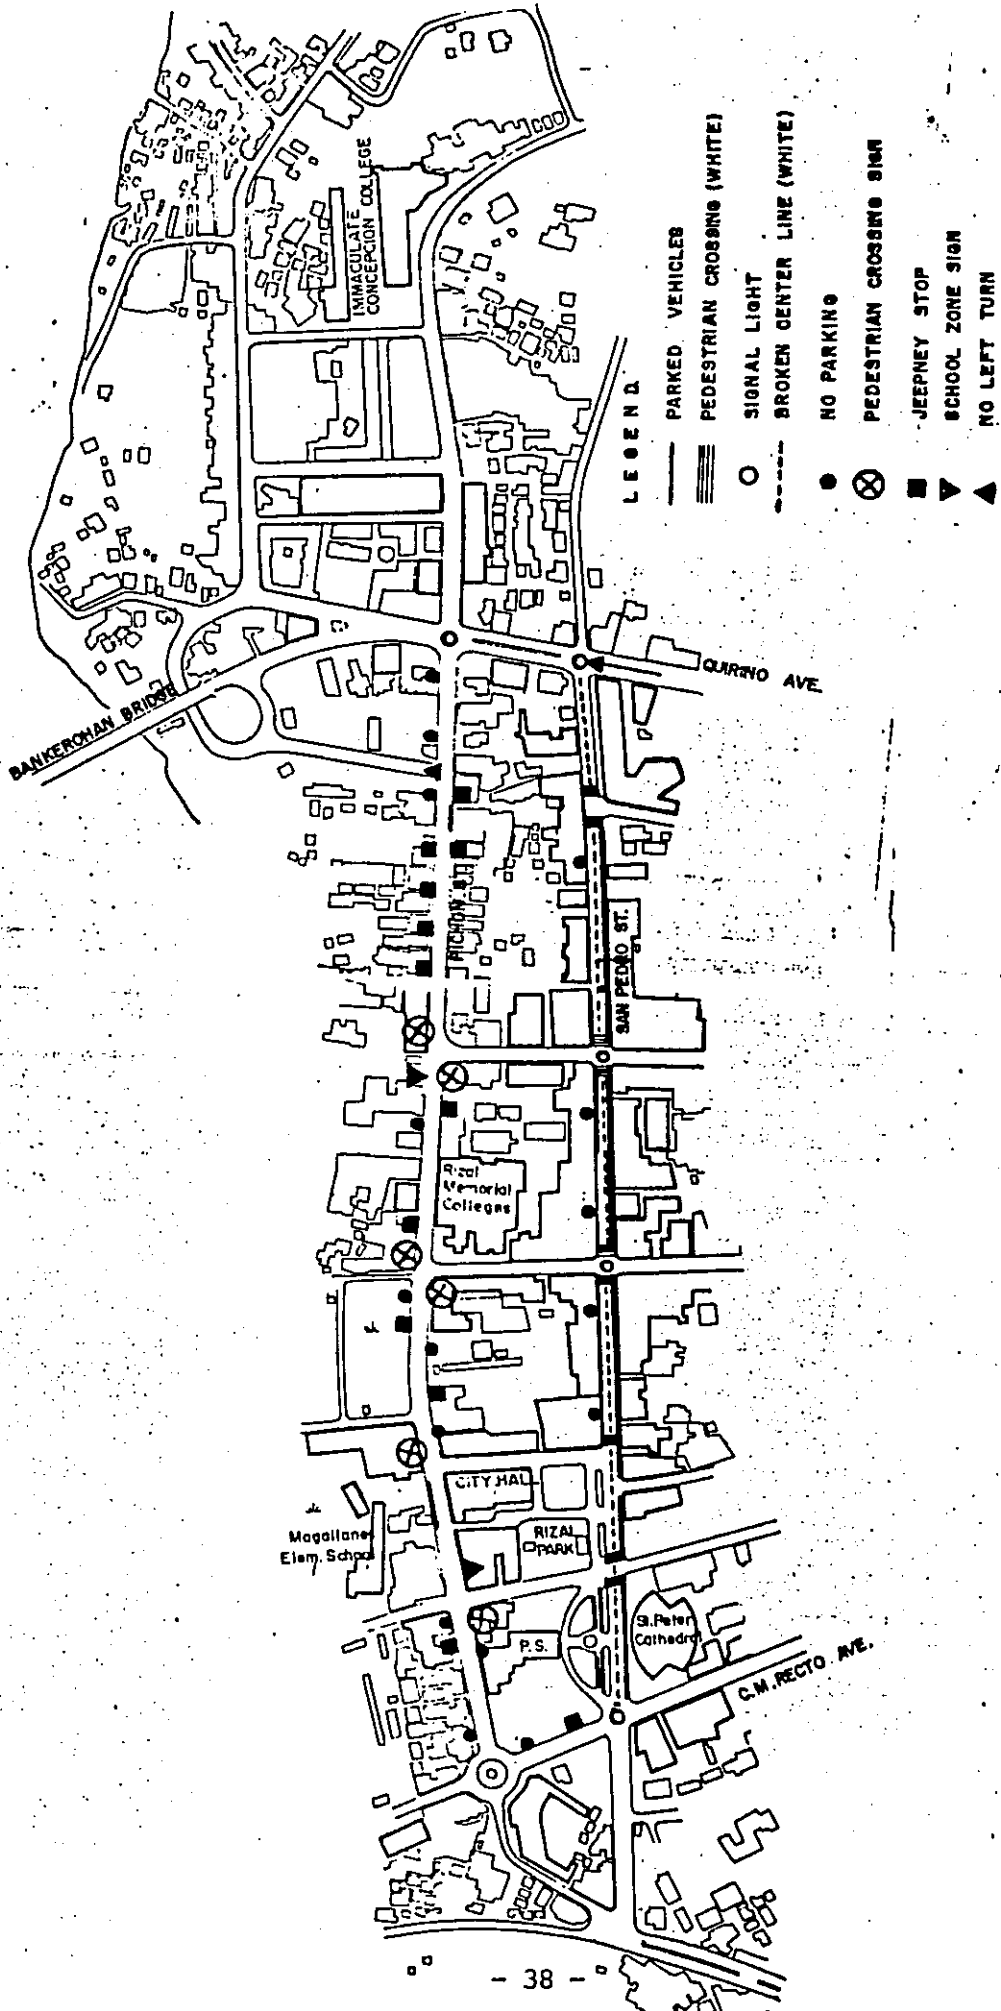 IMMACULATE
CONCEPCION COLLEGE
BANKEROHAN BRIDGE
QUIRINO AVE.
SAN PEDRO ST.
Rizal
Memorial
Colleges
CITY HALL
RIZAL
PARK
Magallanes
Elem. School
P.S.
St. Peter
Cathedral
C.M. RECTO AVE.
LEGEND
PARKED VEHICLES
PEDESTRIAN CROSSING (WHITE)
SIGNAL LIGHT
BROKEN CENTER LINE (WHITE)
NO PARKING
PEDESTRIAN CROSSING SIGN
JEEPNEY STOP
SCHOOL ZONE SIGN
NO LEFT TURN
- 38 -